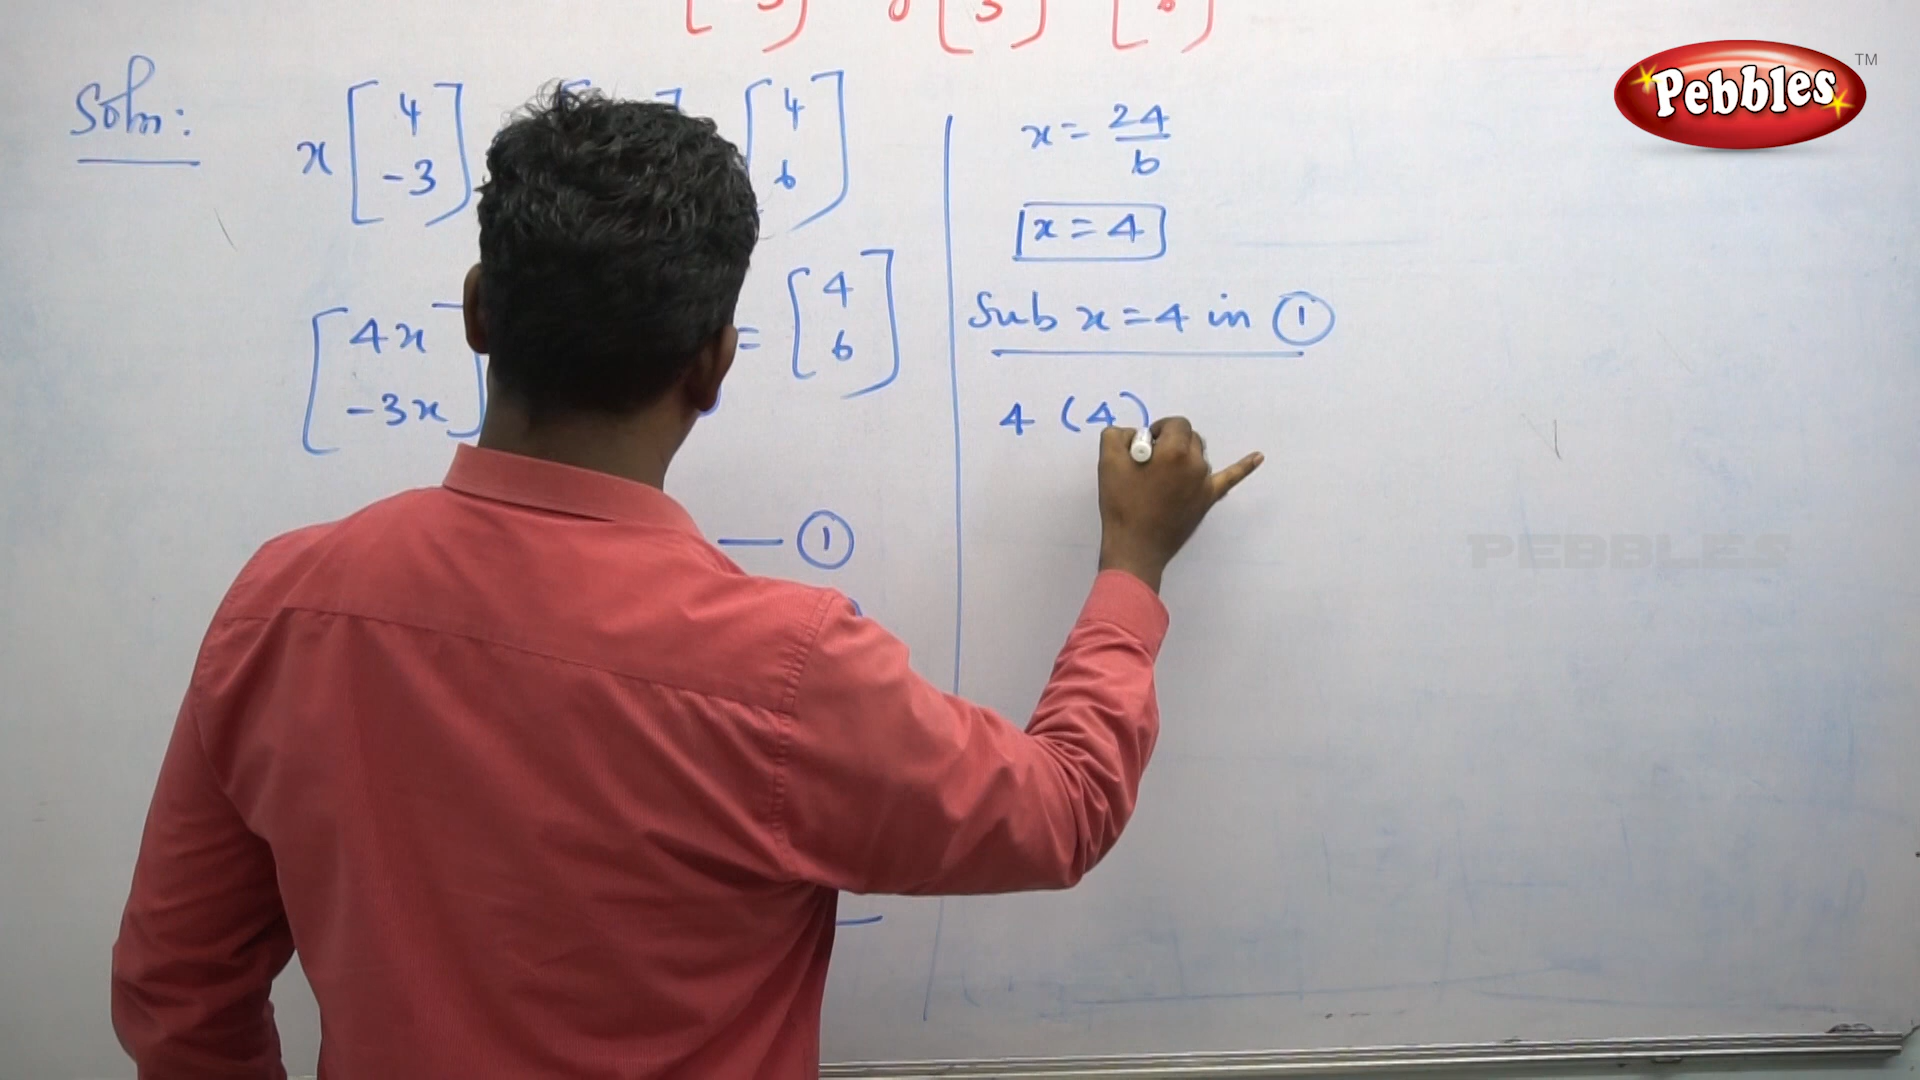 Pebbles TM
Soln:
x [4 -3] [4 6]
[4x -3x] = [4 6]
— ①
x = 24/6
x = 4
Sub x = 4 in ①
4 (4)
PEBBLES